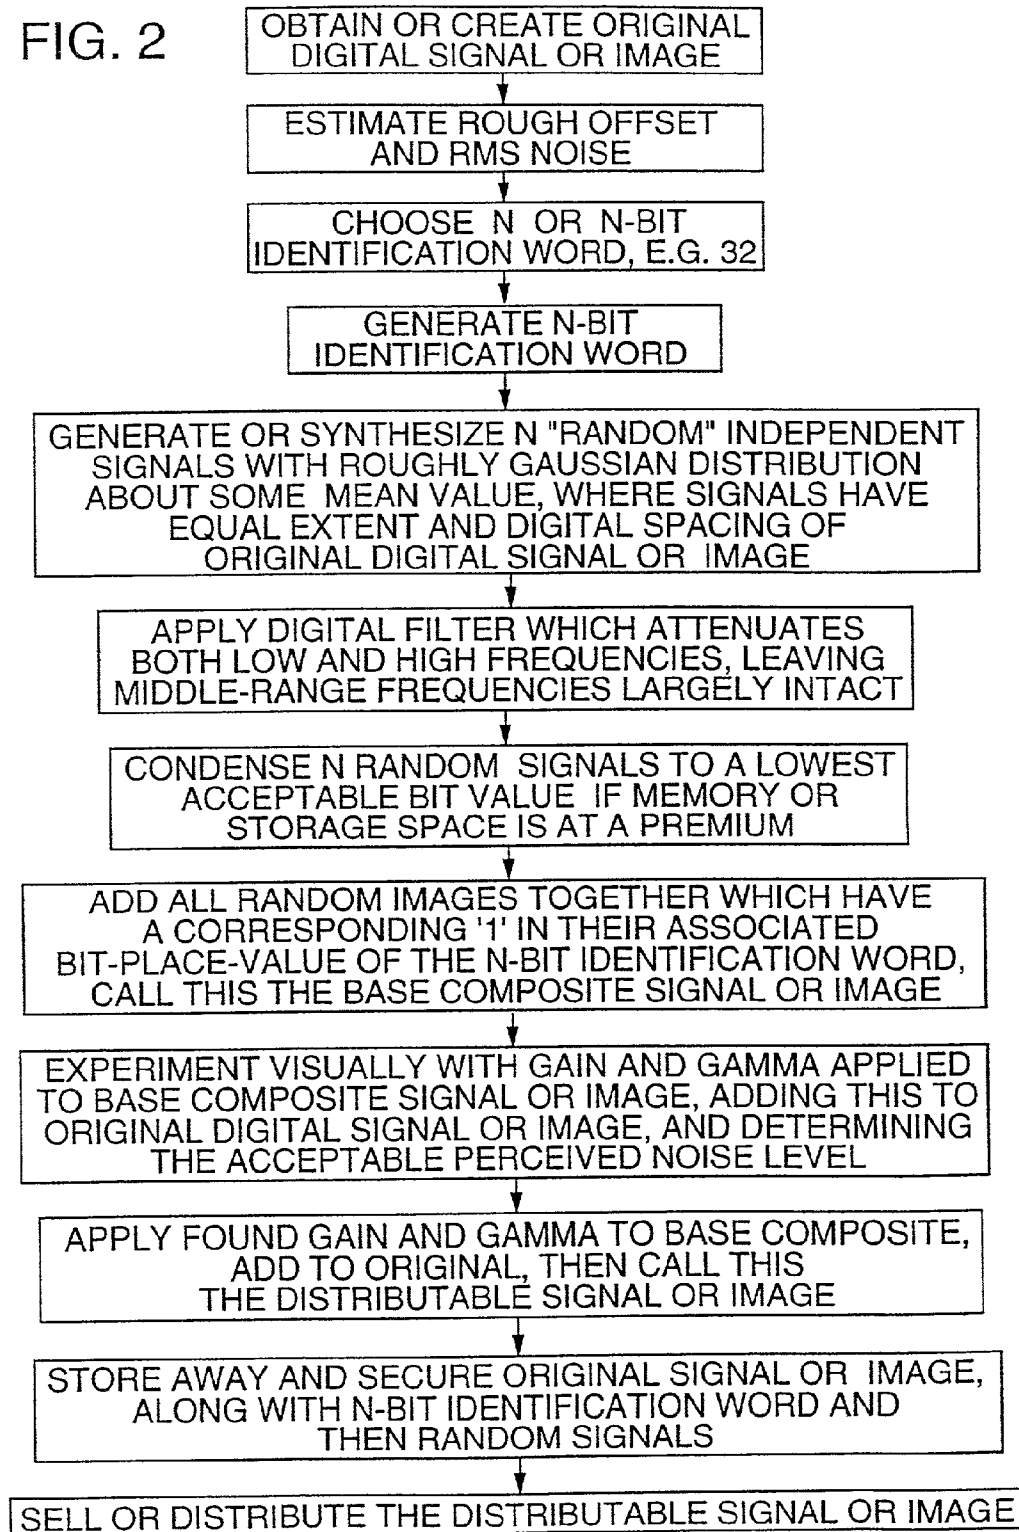 FIG. 2
OBTAIN OR CREATE ORIGINAL
DIGITAL SIGNAL OR IMAGE
ESTIMATE ROUGH OFFSET
AND RMS NOISE
CHOOSE N OR N-BIT
IDENTIFICATION WORD, E.G. 32
GENERATE N-BIT
IDENTIFICATION WORD
GENERATE OR SYNTHESIZE N "RANDOM" INDEPENDENT
SIGNALS WITH ROUGHLY GAUSSIAN DISTRIBUTION
ABOUT SOME MEAN VALUE, WHERE SIGNALS HAVE
EQUAL EXTENT AND DIGITAL SPACING OF
ORIGINAL DIGITAL SIGNAL OR IMAGE
APPLY DIGITAL FILTER WHICH ATTENUATES
BOTH LOW AND HIGH FREQUENCIES, LEAVING
MIDDLE-RANGE FREQUENCIES LARGELY INTACT
CONDENSE N RANDOM SIGNALS TO A LOWEST
ACCEPTABLE BIT VALUE IF MEMORY OR
STORAGE SPACE IS AT A PREMIUM
ADD ALL RANDOM IMAGES TOGETHER WHICH HAVE
A CORRESPONDING '1' IN THEIR ASSOCIATED
BIT-PLACE-VALUE OF THE N-BIT IDENTIFICATION WORD,
CALL THIS THE BASE COMPOSITE SIGNAL OR IMAGE
EXPERIMENT VISUALLY WITH GAIN AND GAMMA APPLIED
TO BASE COMPOSITE SIGNAL OR IMAGE, ADDING THIS TO
ORIGINAL DIGITAL SIGNAL OR IMAGE, AND DETERMINING
THE ACCEPTABLE PERCEIVED NOISE LEVEL
APPLY FOUND GAIN AND GAMMA TO BASE COMPOSITE,
ADD TO ORIGINAL, THEN CALL THIS
THE DISTRIBUTABLE SIGNAL OR IMAGE
STORE AWAY AND SECURE ORIGINAL SIGNAL OR IMAGE,
ALONG WITH N-BIT IDENTIFICATION WORD AND
THEN RANDOM SIGNALS
SELL OR DISTRIBUTE THE DISTRIBUTABLE SIGNAL OR IMAGE